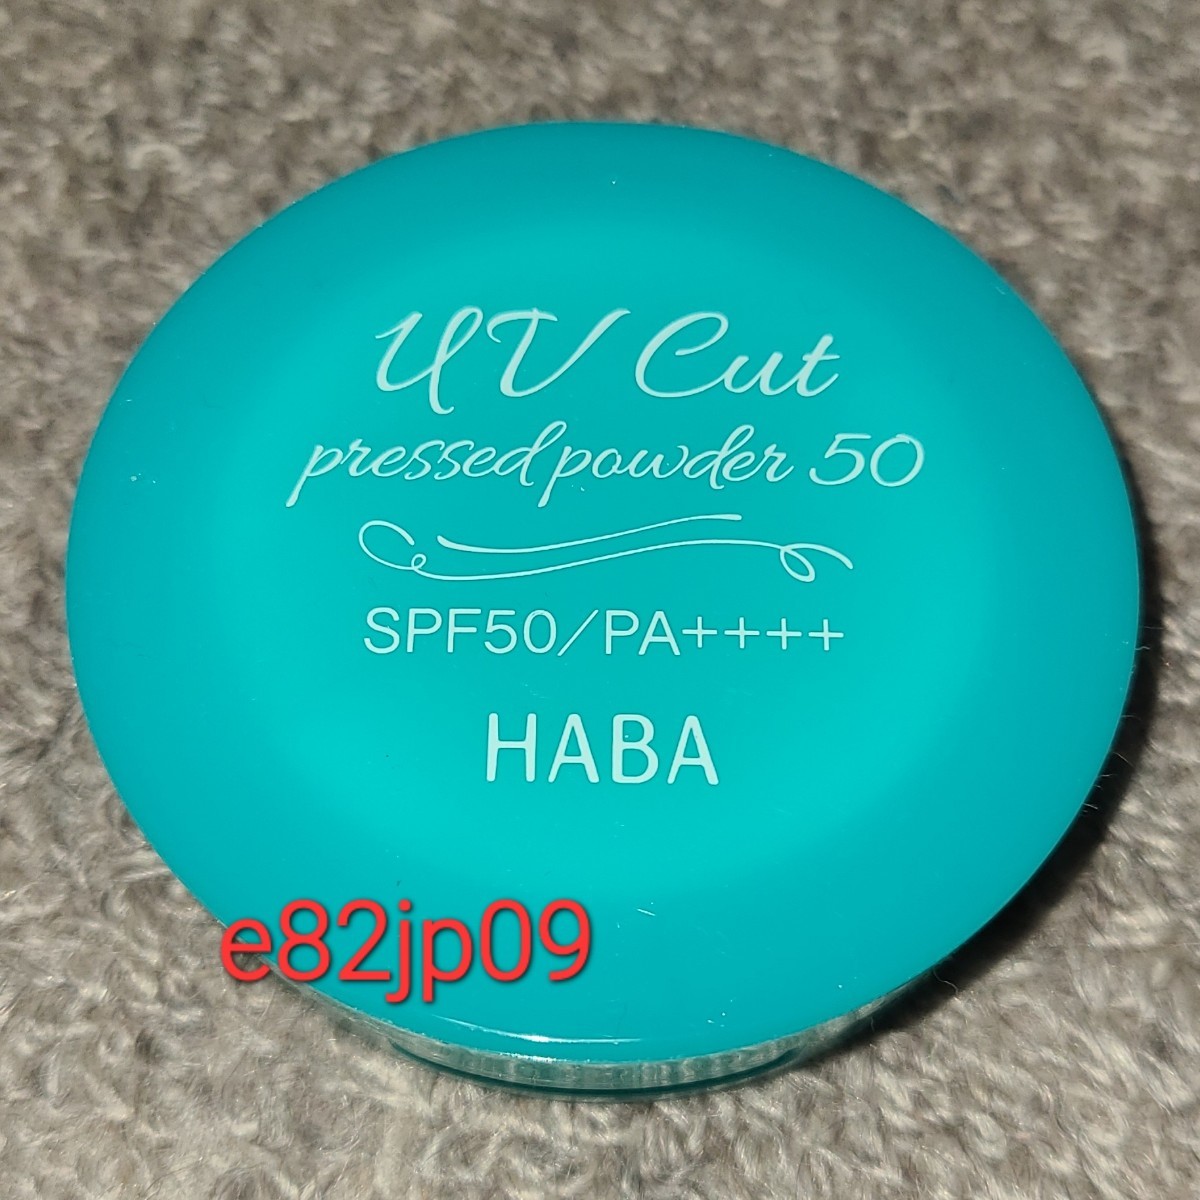 UV Cut
pressed powder 50
SPF50/PA++++
HABA
e82jp09